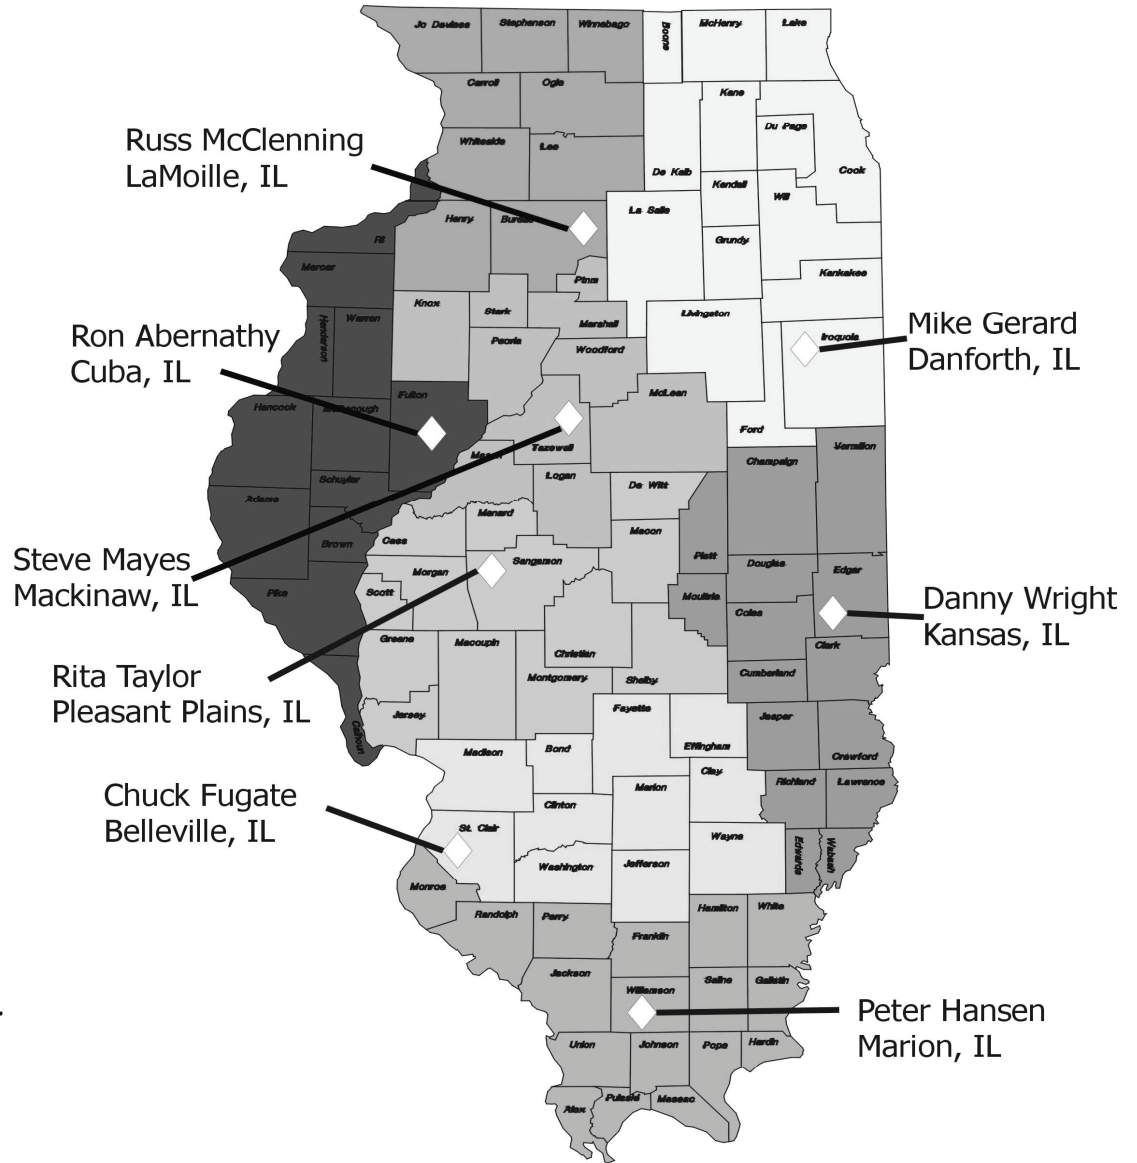 Jo Daviess Stephenson Winnebago Boone McHenry Lake
Carroll Ogle Kane
Du Page
Whiteside Lee De Kalb Cook
Russ McClenning
LaMoille, IL
Kendall Will
Henry Bureau La Salle
RI Grundy
Mercer Ptnm Kankakee
Knox Stark Marshall Livingston
Henderson Warren Peoria Woodford Iroquois
Ron Abernathy
Cuba, IL
Mike Gerard
Danforth, IL
Fulton McLean
Hancock Ford
Mason Tazewell Champaign Vermilion
Schuyler Logan De Witt
Adams Menard
Brown Cass Macon
Steve Mayes
Mackinaw, IL
Morgan Sangamon Piatt Douglas Edgar
Pike Scott Moultrie Coles
Danny Wright
Kansas, IL
Greene Macoupin Christian Clark
Montgomery Shelby Cumberland
Rita Taylor
Pleasant Plains, IL
Calhoun Jersey Fayette Jasper
Madison Bond Effingham Crawford
Clay Richland Lawrence
Chuck Fugate
Belleville, IL
Clinton Marion
St. Clair Wayne Edwards Wabash
Washington Jefferson
Monroe
Randolph Perry Hamilton White
Franklin
Jackson Williamson Saline Gallatin
Peter Hansen
Marion, IL
Union Johnson Pope Hardin
Alex Pulaski Massac